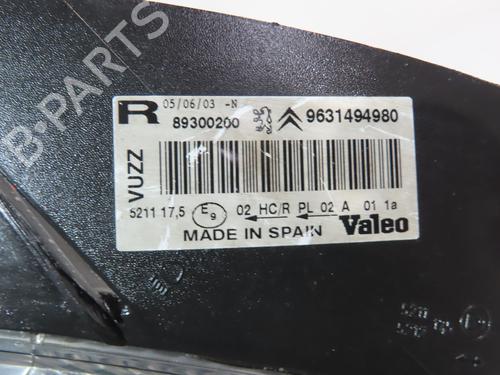 B-PARTS
R 05/06/03 -N
89300200 9631494980
VUZZ
5211 17,5 E9 02 HC/R PL 02 A 01 1a
MADE IN SPAIN Valeo